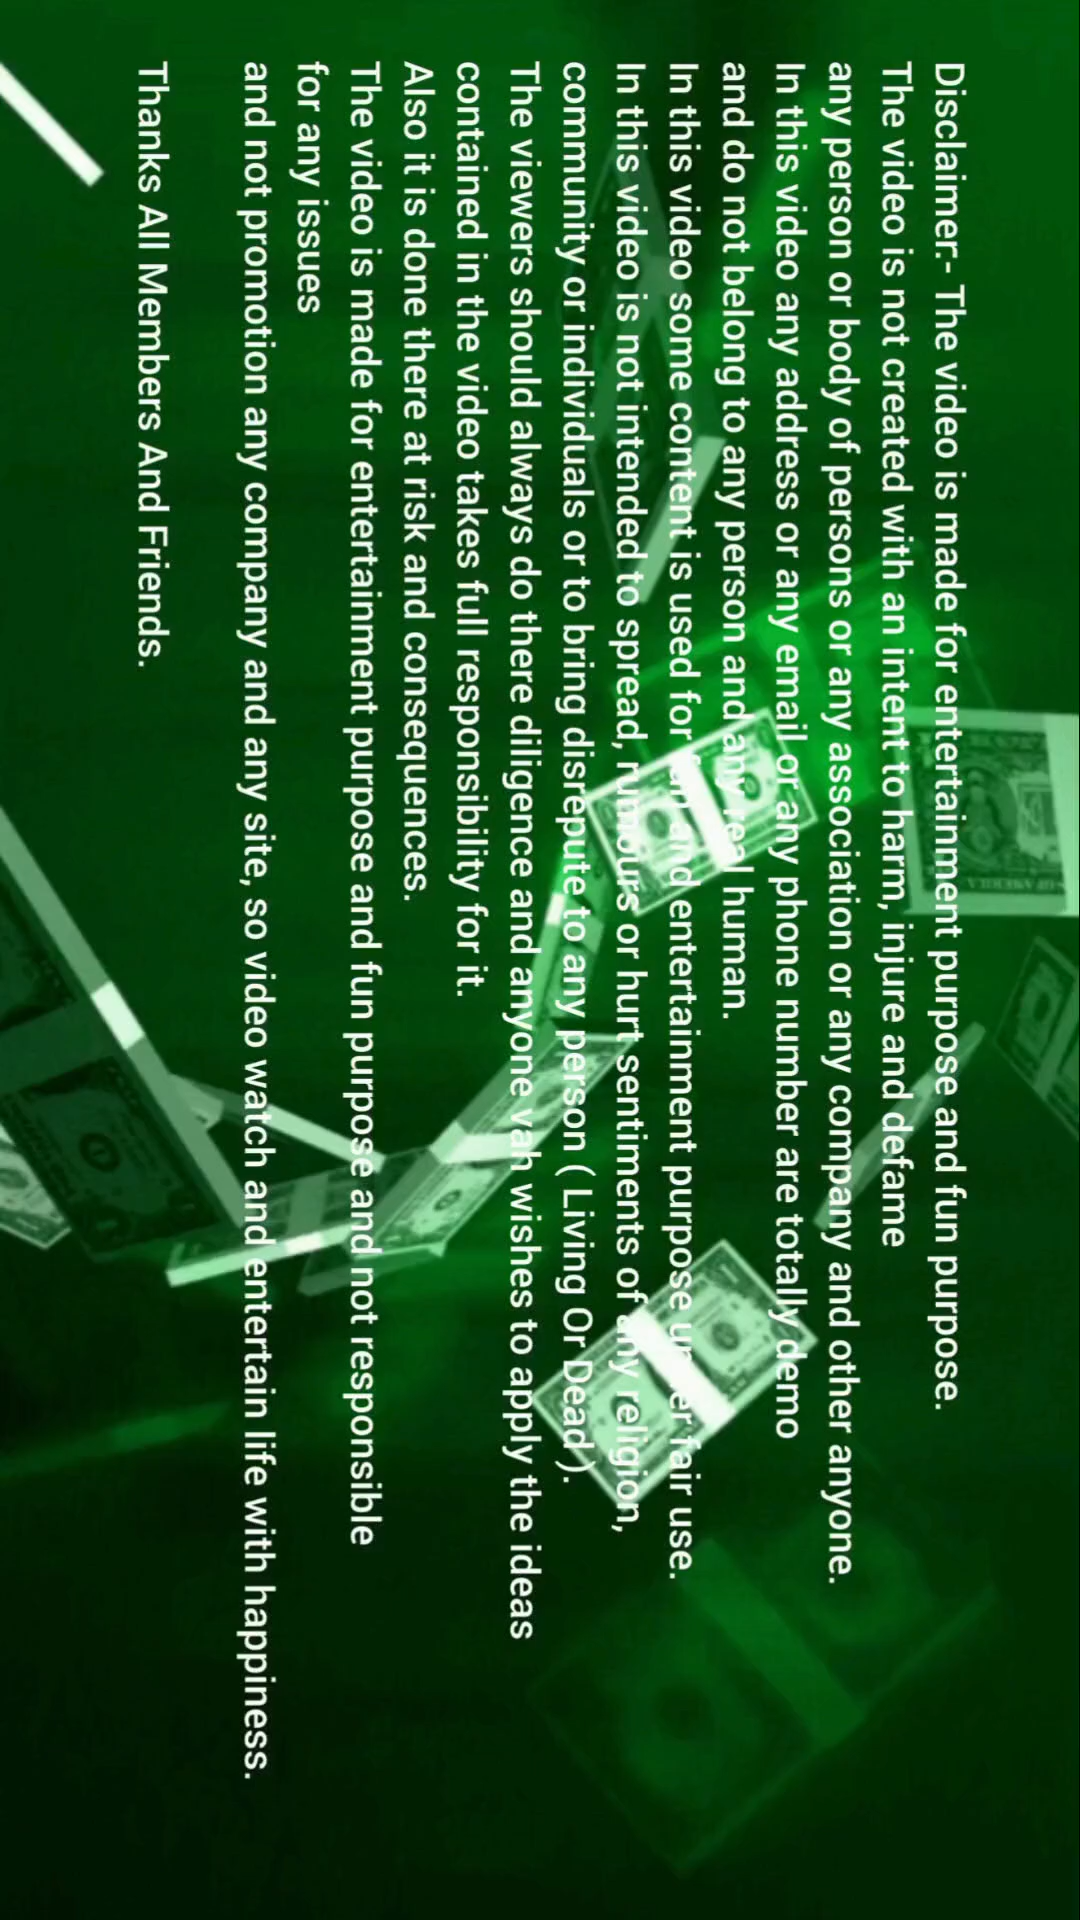 Disclaimer:- The video is made for entertainment purpose and fun purpose.
The video is not created with an intent to harm, injure and defame
any person or body of persons or any association or any company and other anyone.
In this video any address or any email or any phone number are totally demo
and do not belong to any person and any real human.
In this video some content is used for fun and entertainment purpose under fair use.
In this video is not intended to spread, rumours or hurt sentiments of any religion,
community or individuals or to bring disrepute to any person ( Living Or Dead ).
The viewers should always do there diligence and anyone vah wishes to apply the ideas
contained in the video takes full responsibility for it.
Also it is done there at risk and consequences.
The video is made for entertainment purpose and fun purpose and not responsible
for any issues
and not promotion any company and any site, so video watch and entertain life with happiness.
Thanks All Members And Friends.